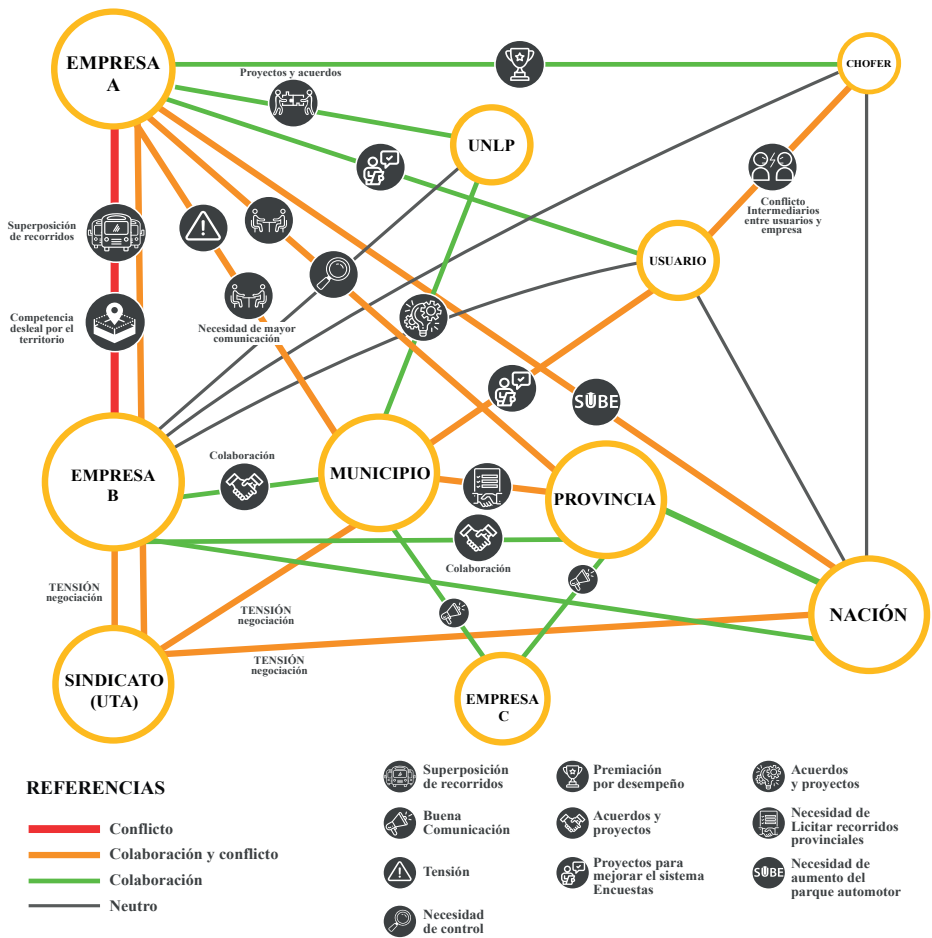 EMPRESA
A
CHOFER
Proyectos y acuerdos
UNLP
Superposición
de recorridos
Conflicto
Intermediarios
entre usuarios y
empresa
USUARIO
Competencia
desleal por el
territorio
Necesidad de mayor
comunicación
SUBE
EMPRESA
B
Colaboración
MUNICIPIO
PROVINCIA
Colaboración
TENSIÓN
negociación
TENSIÓN
negociación
NACIÓN
TENSIÓN
negociación
SINDICATO
(UTA)
EMPRESA
C
REFERENCIAS
Conflicto
Colaboración y conflicto
Colaboración
Neutro
Superposición
de recorridos
Buena
Comunicación
Tensión
Necesidad
de control
Premiación
por desempeño
Acuerdos y
proyectos
Proyectos para
mejorar el sistema
Encuestas
Acuerdos
y proyectos
Necesidad de
Licitar recorridos
provinciales
SUBE
Necesidad de
aumento del
parque automotor